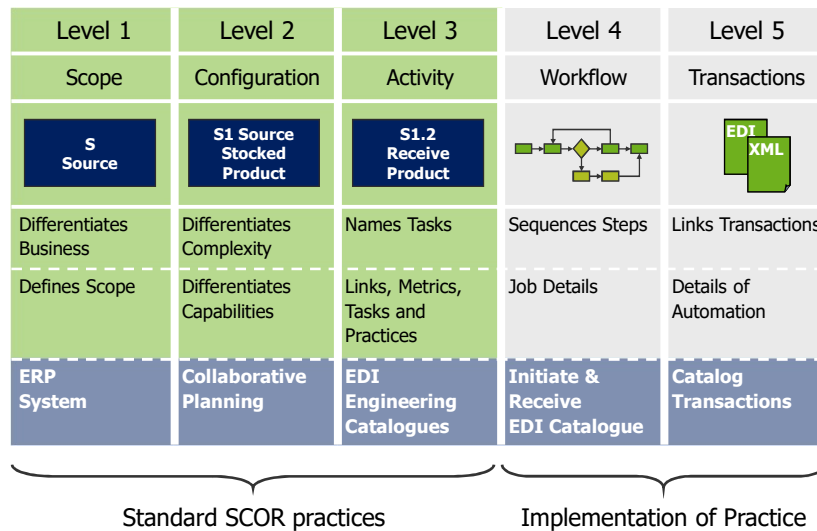 Level 1
Level 2
Level 3
Level 4
Level 5
Scope
Configuration
Activity
Workflow
Transactions
S
Source
S1 Source
Stocked
Product
S1.2
Receive
Product
EDI
XML
Differentiates
Business
Differentiates
Complexity
Names Tasks
Sequences Steps
Links Transactions
Defines Scope
Differentiates
Capabilities
Links, Metrics,
Tasks and
Practices
Job Details
Details of
Automation
ERP
System
Collaborative
Planning
EDI
Engineering
Catalogues
Initiate &
Receive
EDI Catalogue
Catalog
Transactions
Standard SCOR practices
Implementation of Practice